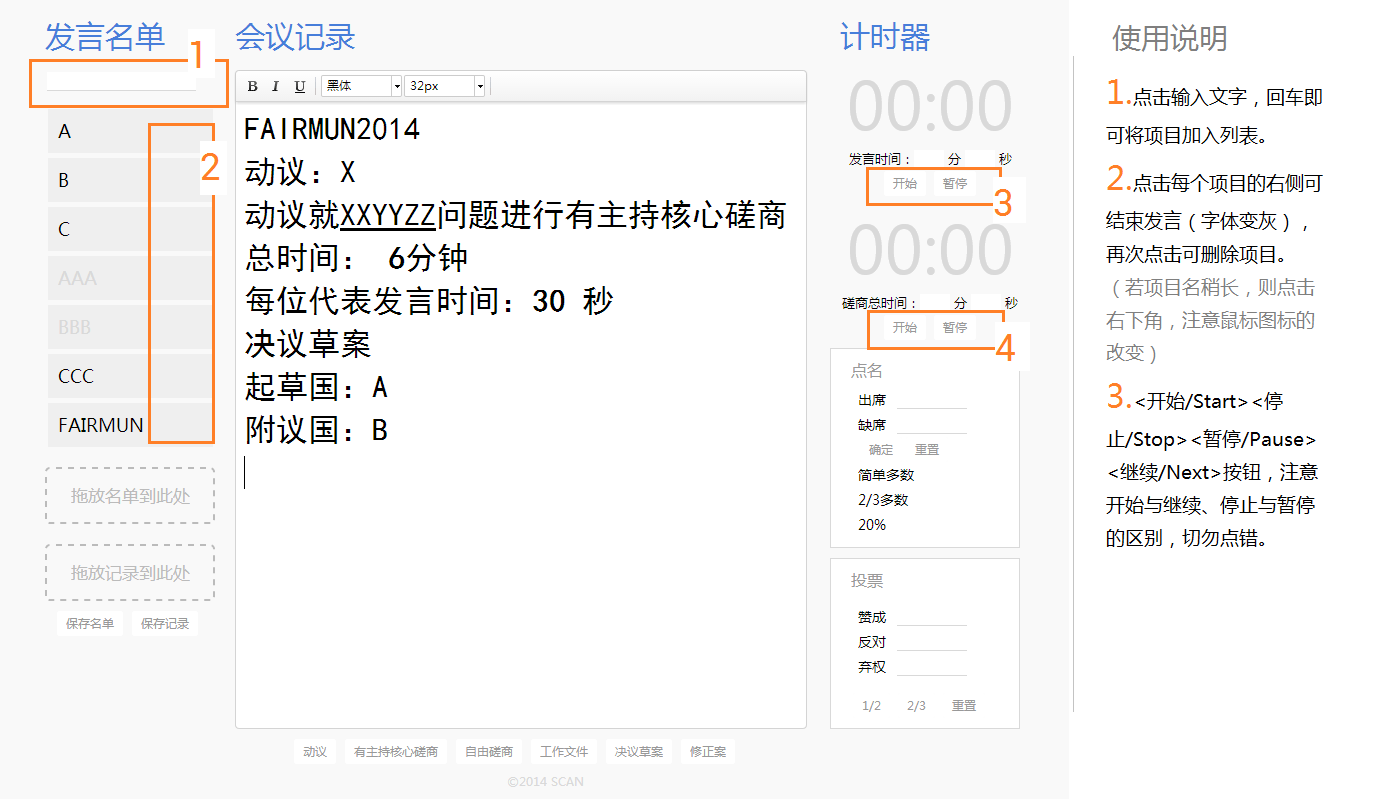 发言名单
1
A
2
B
C
AAA
BBB
CCC
FAIRMUN
拖放名单到此处
拖放记录到此处
保存名单 保存记录
会议记录
B I U 黑体 32px
FAIRMUN2014
动议：X
动议就XXYYZZ问题进行有主持核心磋商
总时间： 6分钟
每位代表发言时间：30 秒
决议草案
起草国：A
附议国：B
动议 有主持核心磋商 自由磋商 工作文件 决议草案 修正案
©2014 SCAN
计时器
00:00
发言时间： 分 秒
开始 暂停
3
00:00
磋商总时间： 分 秒
开始 暂停
4
点名
出席
缺席
确定 重置
简单多数
2/3多数
20%
投票
赞成
反对
弃权
1/2 2/3 重置
使用说明
1.点击输入文字，回车即
可将项目加入列表。
2.点击每个项目的右侧可
结束发言（字体变灰），
再次点击可删除项目。
（若项目名稍长，则点击
右下角，注意鼠标图标的
改变）
3.<开始/Start><停
止/Stop><暂停/Pause>
<继续/Next>按钮，注意
开始与继续、停止与暂停
的区别，切勿点错。